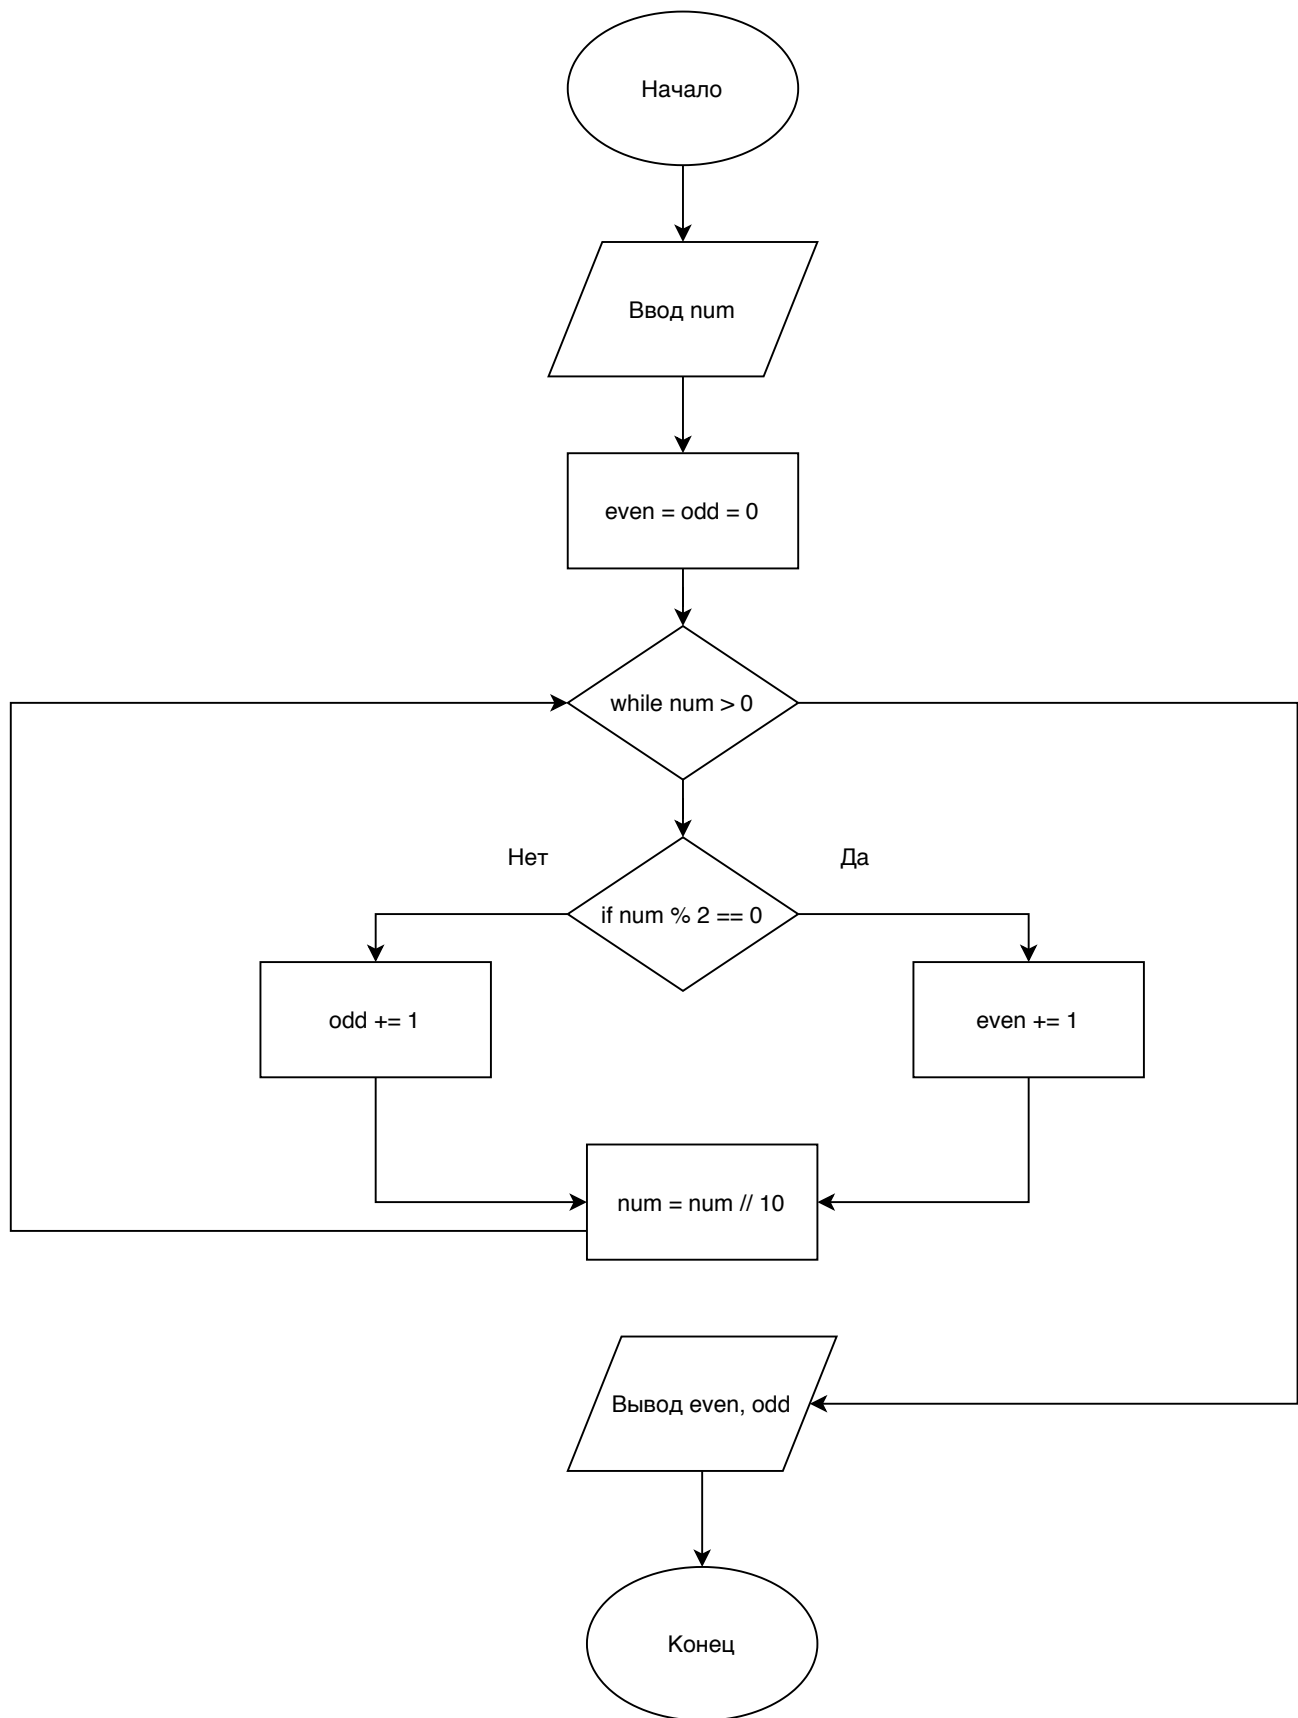 Начало
Ввод num
even = odd = 0
while num > 0
Нет
Да
if num % 2 == 0
odd += 1
even += 1
num = num // 10
Вывод even, odd
Конец